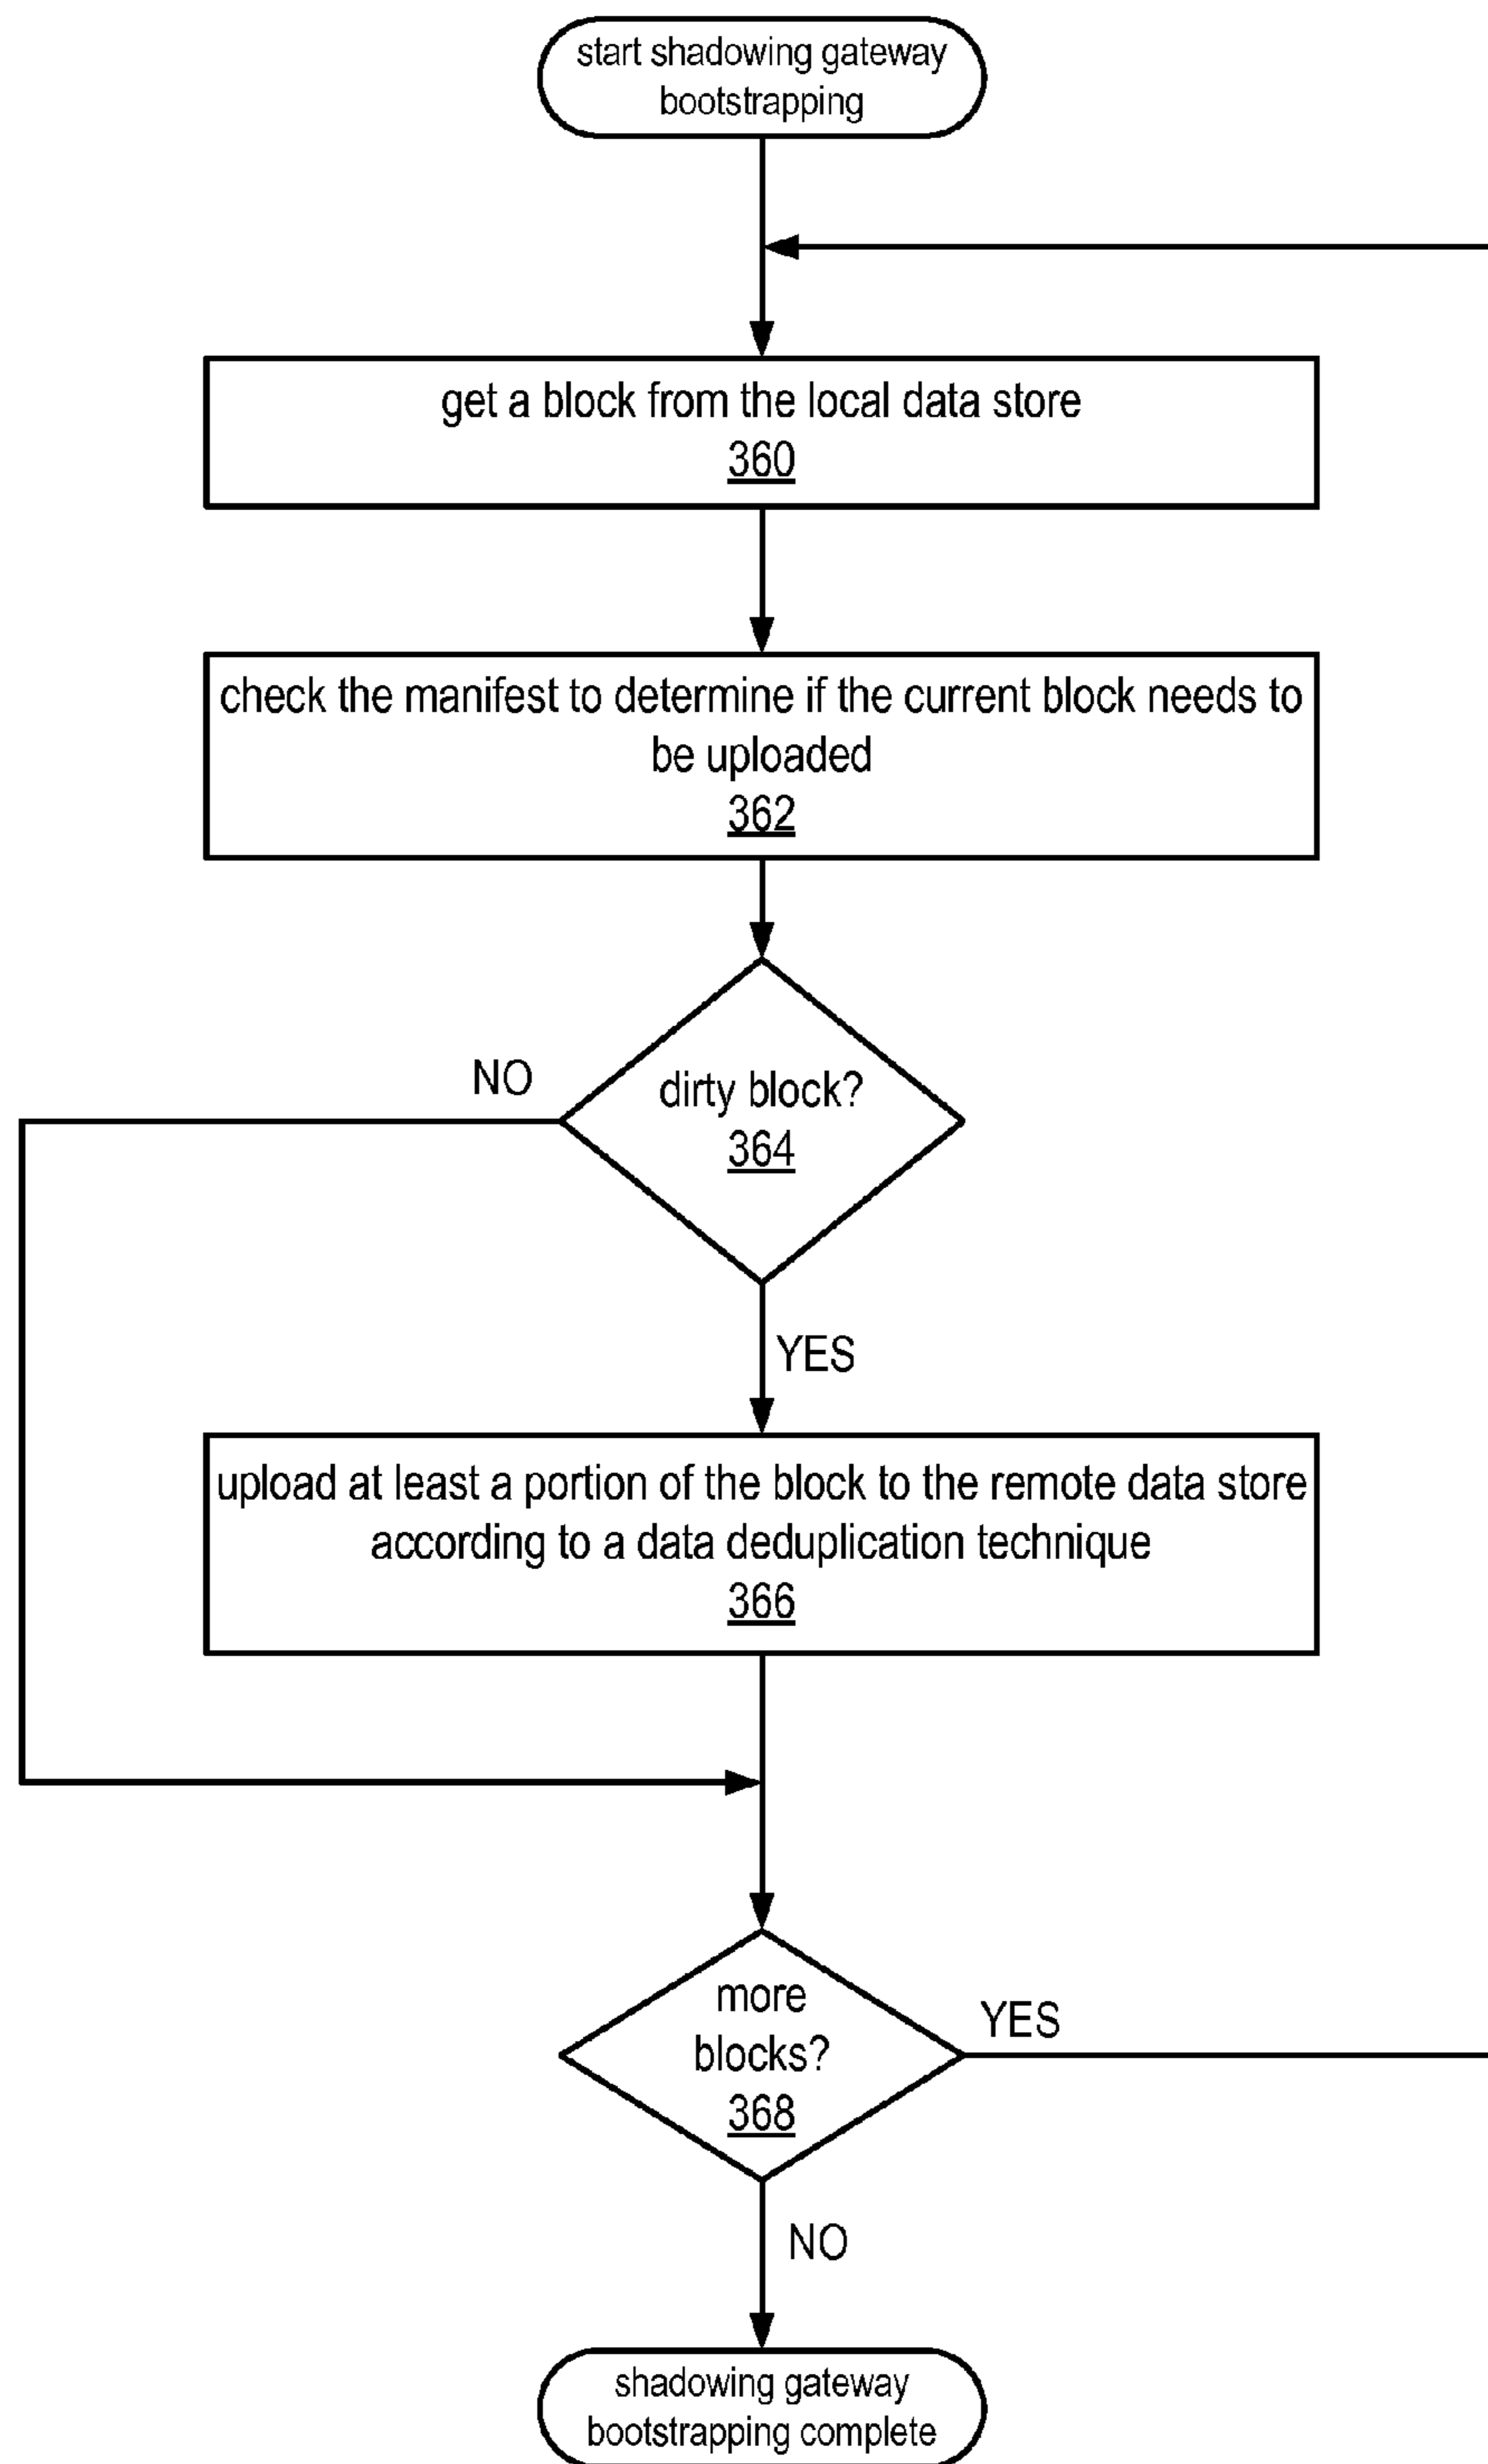 start shadowing gateway
bootstrapping
get a block from the local data store
360
check the manifest to determine if the current block needs to
be uploaded
362
NO
dirty block?
364
YES
upload at least a portion of the block to the remote data store
according to a data deduplication technique
366
more
blocks?
368
YES
NO
shadowing gateway
bootstrapping complete